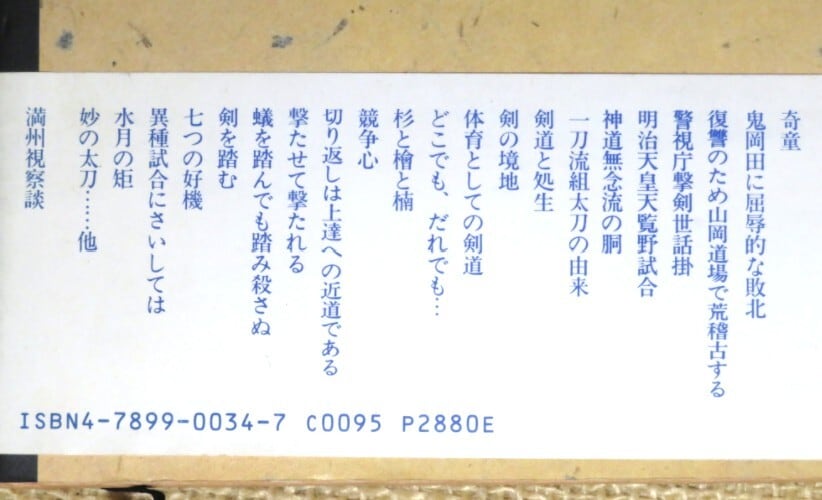 奇童
鬼岡田に屈辱的な敗北
復讐のため山岡道場で荒稽古する
警視庁撃剣世話掛
明治天皇天覧野試合
神道無念流の胴
一刀流組太刀の由来
剣道と処生
剣の境地
体育としての剣道
どこでも、だれでも…
杉と檜と楠
競争心
切り返しは上達への近道である
撃たせて撃たれる
蟻を踏んでも踏み殺さぬ
剣を踏む
七つの好機
異種試合にさいしては
水月の矩
妙の太刀……他
満州視察談
ISBN4-7899-0034-7 C0095 P2880E